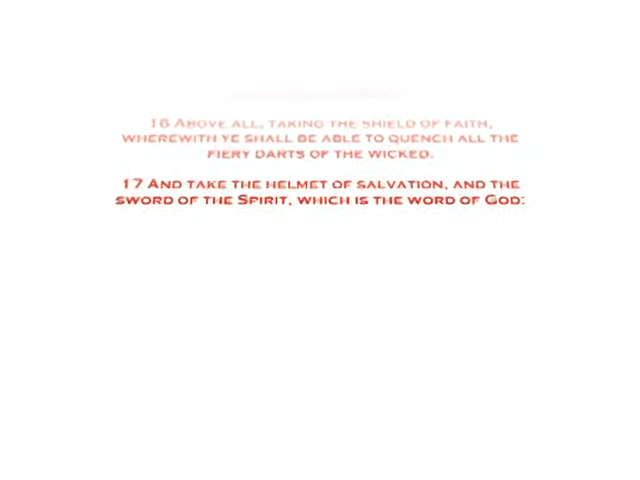 16 Above all, taking the shield of faith,
wherewith ye shall be able to quench all the
fiery darts of the wicked.
17 And take the helmet of salvation, and the
sword of the Spirit, which is the word of God: